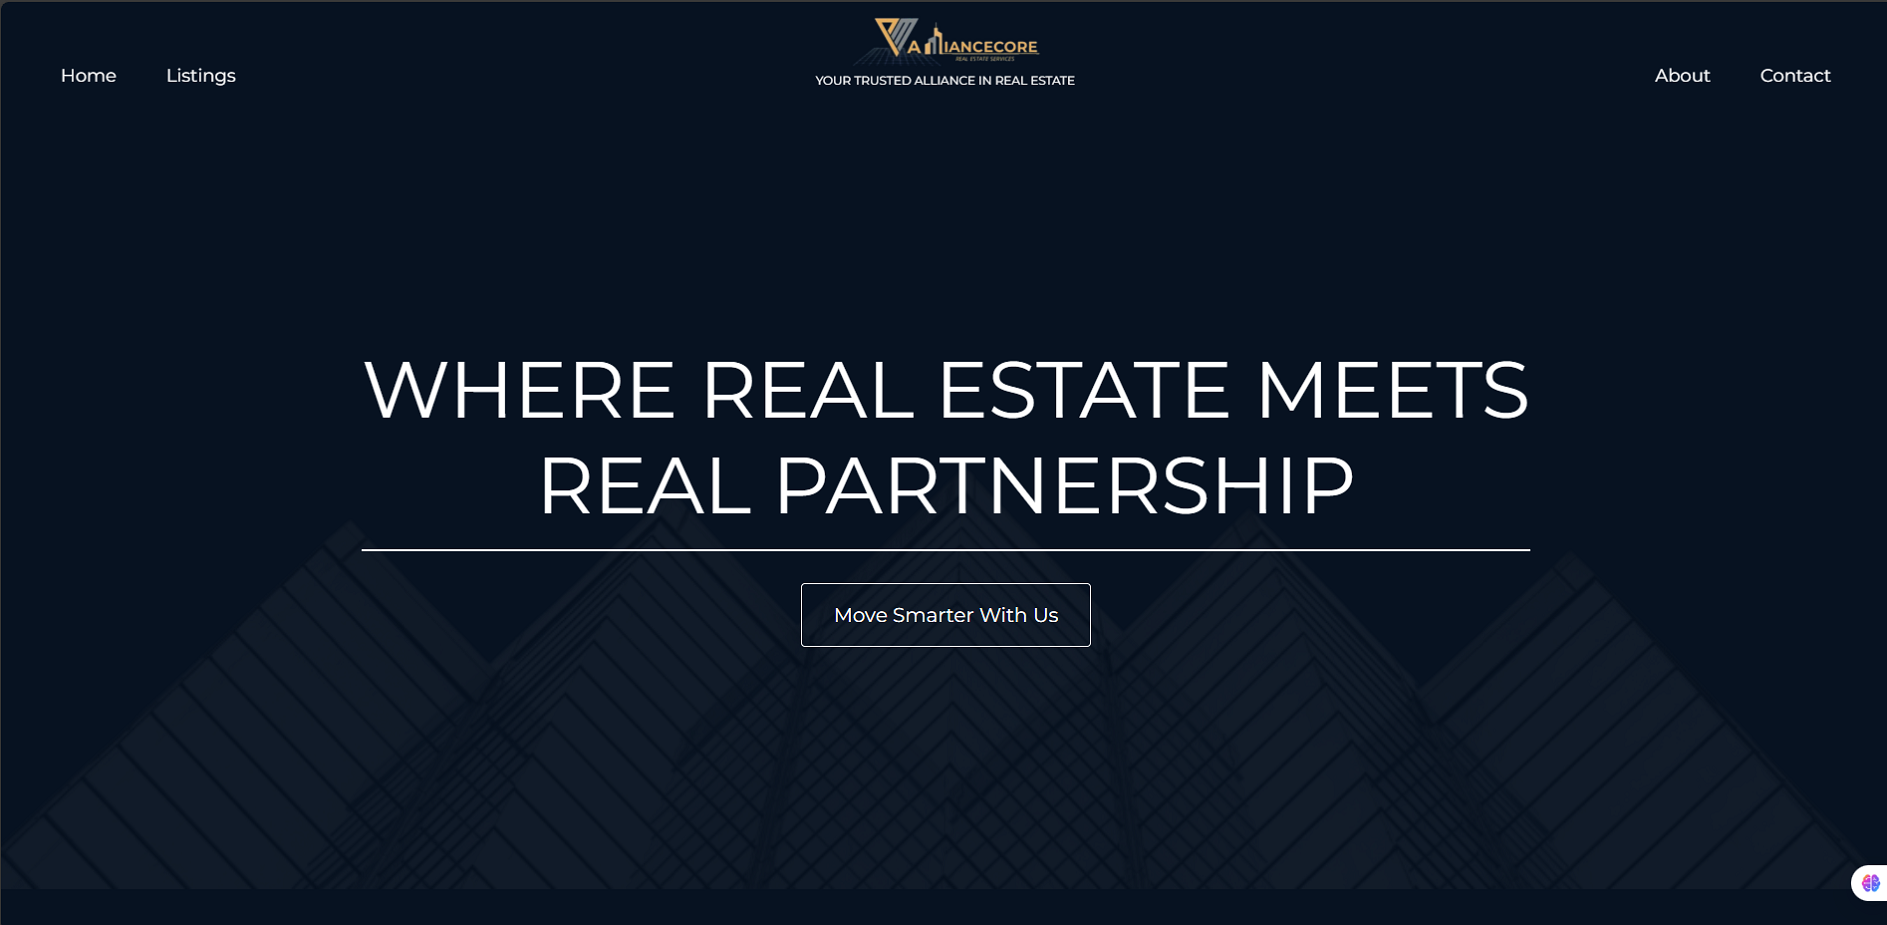 Home
Listings
ALLIANCECORE
REAL ESTATE SERVICES
YOUR TRUSTED ALLIANCE IN REAL ESTATE
About
Contact
WHERE REAL ESTATE MEETS
REAL PARTNERSHIP
Move Smarter With Us